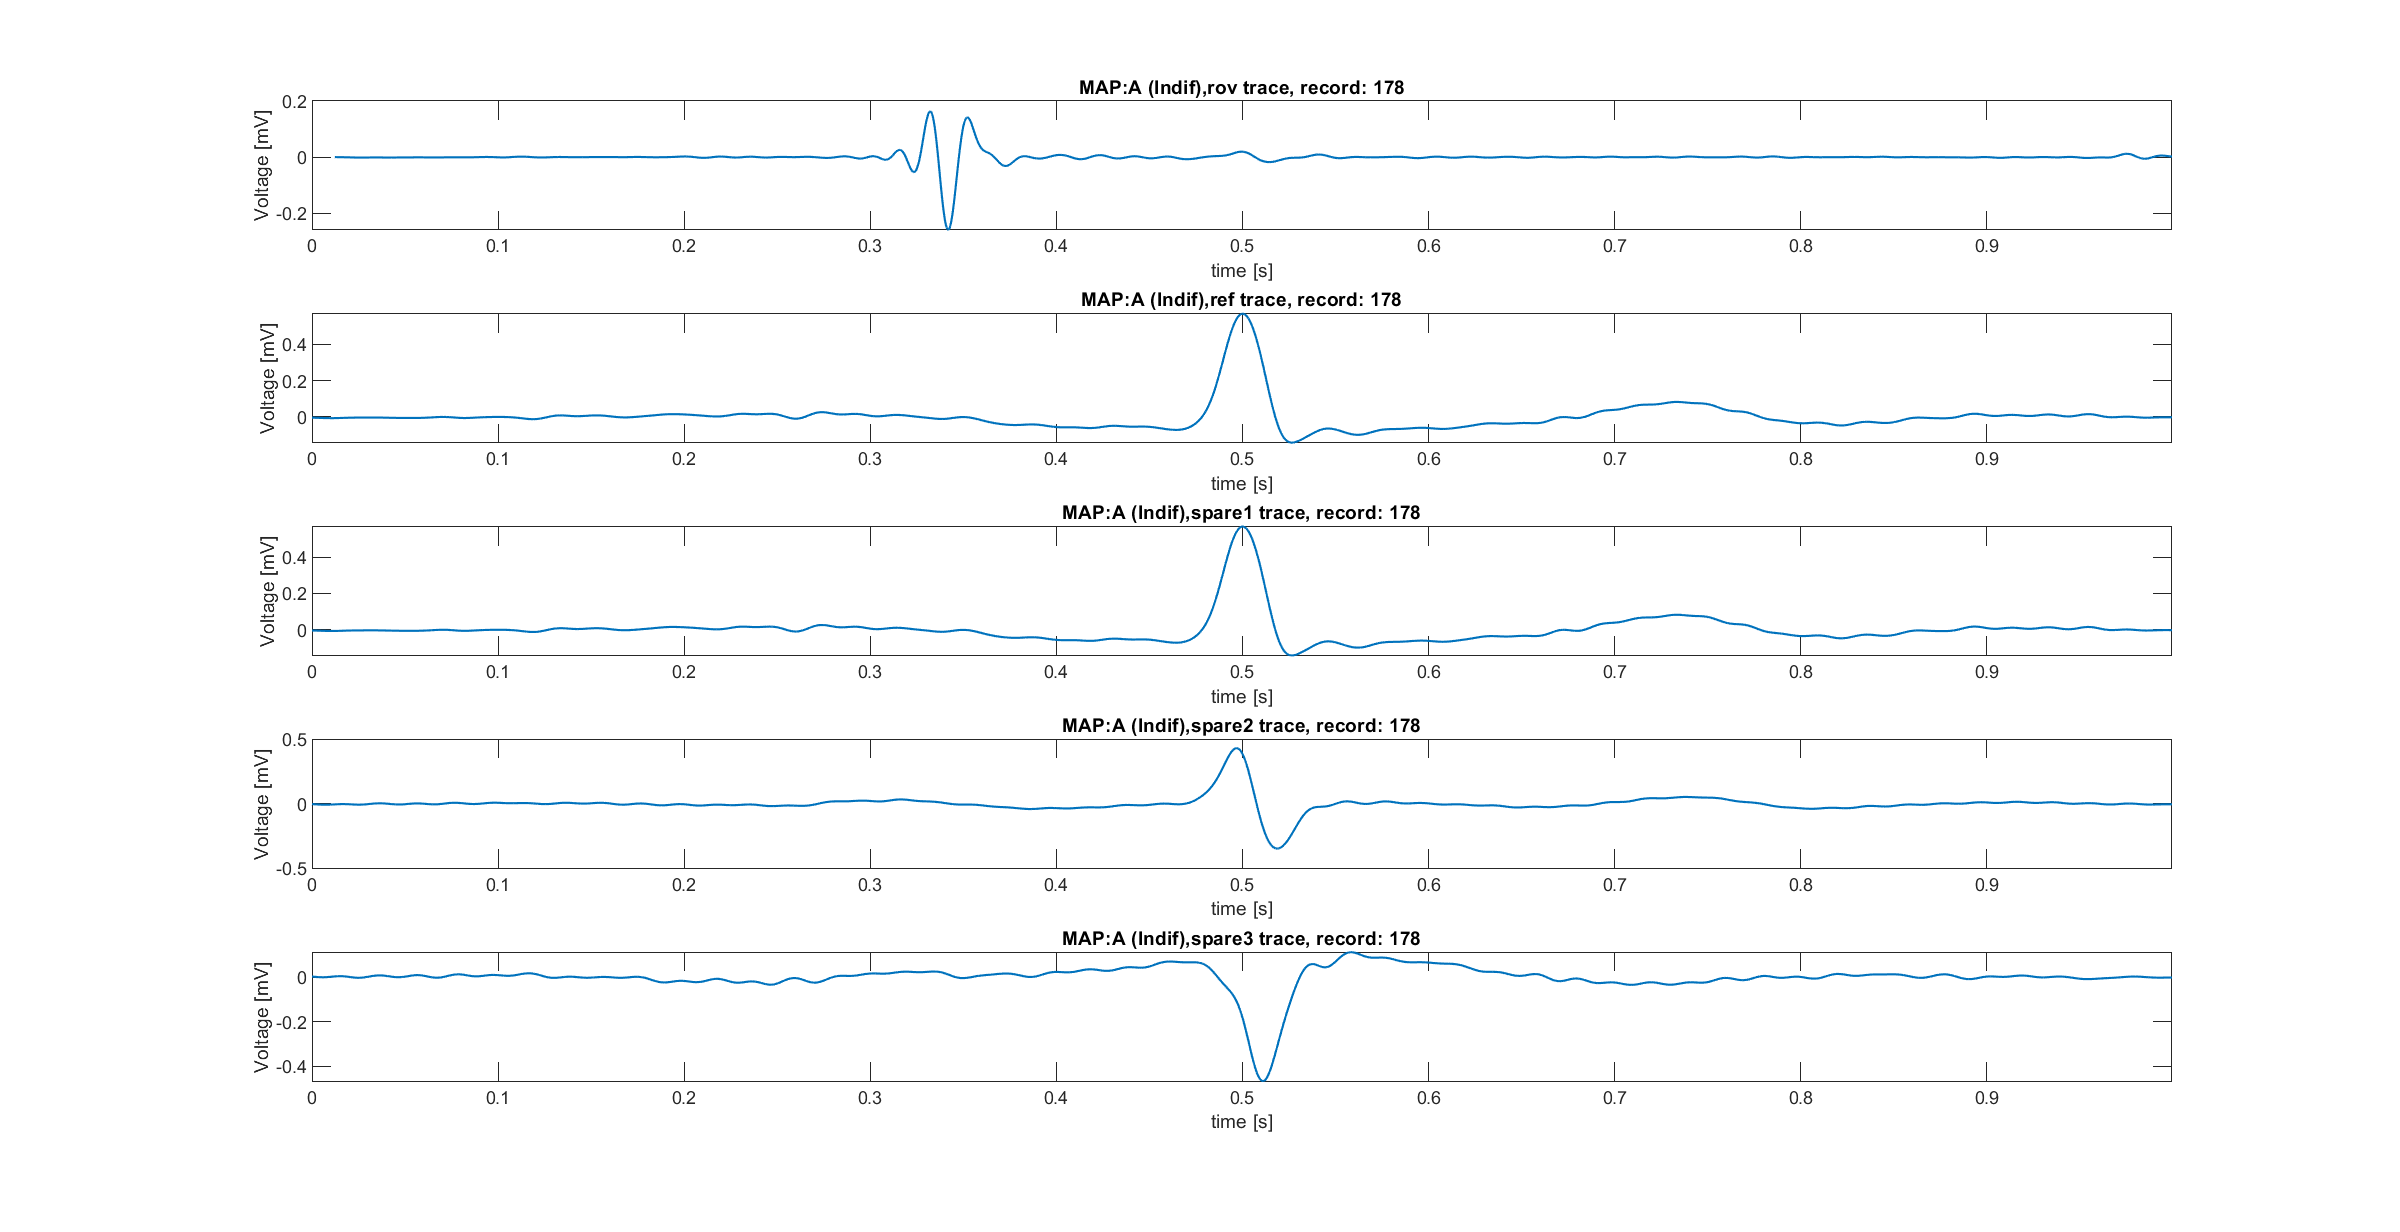 MAP:A (Indif),rov trace, record: 178
Voltage [mV]
0.2
0
-0.2
0 0.1 0.2 0.3 0.4 0.5 0.6 0.7 0.8 0.9
time [s]
MAP:A (Indif),ref trace, record: 178
Voltage [mV]
0.4
0.2
0
0 0.1 0.2 0.3 0.4 0.5 0.6 0.7 0.8 0.9
time [s]
MAP:A (Indif),spare1 trace, record: 178
Voltage [mV]
0.4
0.2
0
0 0.1 0.2 0.3 0.4 0.5 0.6 0.7 0.8 0.9
time [s]
MAP:A (Indif),spare2 trace, record: 178
Voltage [mV]
0.5
0
-0.5
0 0.1 0.2 0.3 0.4 0.5 0.6 0.7 0.8 0.9
time [s]
MAP:A (Indif),spare3 trace, record: 178
Voltage [mV]
0
-0.2
-0.4
0 0.1 0.2 0.3 0.4 0.5 0.6 0.7 0.8 0.9
time [s]